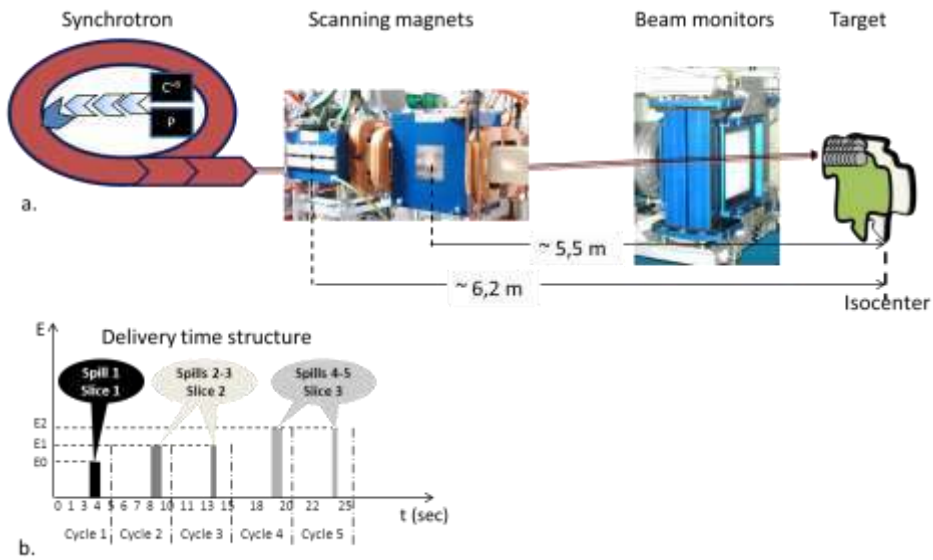 Synchrotron Scanning magnets Beam monitors Target
C⁺⁶
P
a.
~ 5,5 m
~ 6,2 m
Isocenter
Delivery time structure
E
Spill 1
Slice 1
Spills 2-3
Slice 2
Spills 4-5
Slice 3
E2
E1
E0
0 1 3 4 5 6 7 8 10 11 13 15 18 20 22 25
t (sec)
Cycle 1 Cycle 2 Cycle 3 Cycle 4 Cycle 5
b.